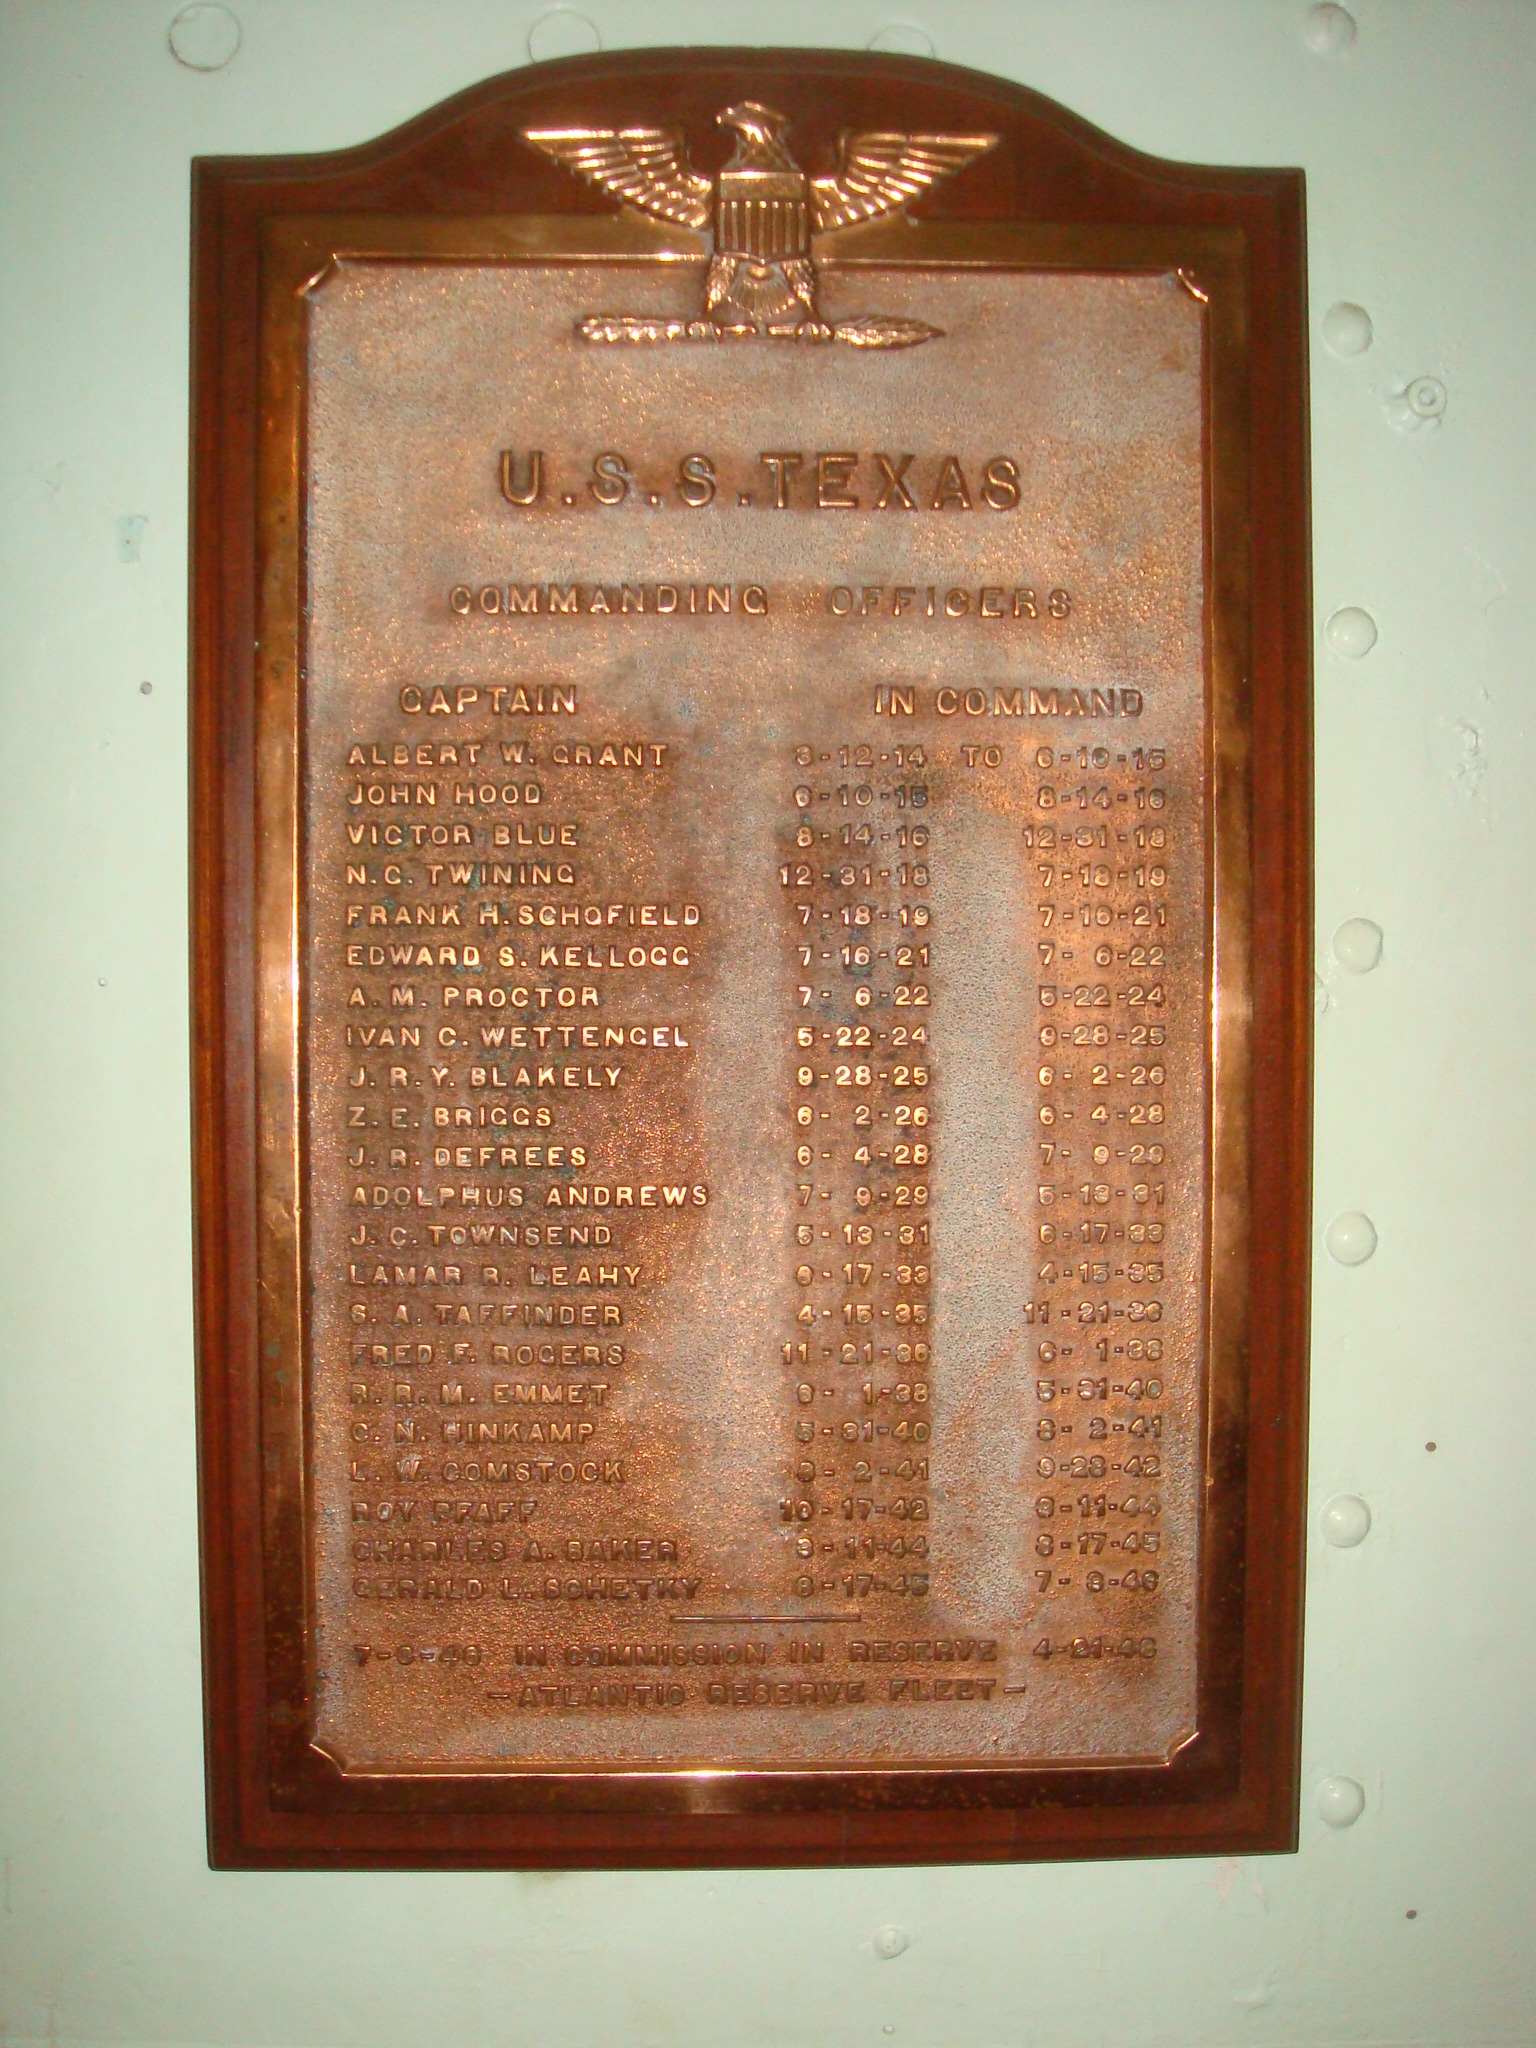 U.S.S. TEXAS
COMMANDING OFFICERS
CAPTAIN IN COMMAND
ALBERT W. GRANT 3-12-14 TO 6-10-15
JOHN HOOD 6-10-15 8-14-16
VICTOR BLUE 8-14-16 12-31-18
N.C. TWINING 12-31-18 7-18-19
FRANK H. SCHOFIELD 7-18-19 7-16-21
EDWARD S. KELLOGG 7-16-21 7- 6-22
A. M. PROCTOR 7- 6-22 5-22-24
IVAN C. WETTENGEL 5-22-24 9-28-25
J. R. Y. BLAKELY 9-28-25 6- 2-26
Z. E. BRIGGS 6- 2-26 6- 4-28
J. R. DEFREES 6- 4-28 7- 9-29
ADOLPHUS ANDREWS 7- 9-29 5-13-31
J. C. TOWNSEND 5-13-31 6-17-33
LAMAR R. LEAHY 6-17-33 4-15-35
S. A. TAFFINDER 4-15-35 11-21-36
FRED F. ROGERS 11-21-36 6- 1-38
R. R. M. EMMET 6- 1-38 5-31-40
C. N. HINKAMP 5-31-40 8- 2-41
L. W. COMSTOCK 8- 2-41 9-28-42
ROY PFAFF 10-17-42 3-11-44
CHARLES A. BAKER 3-11-44 8-17-45
GERALD L. SCHETKY 8-17-45
IN COMMISSION IN RESERVE 4-21-48
-ATLANTIC RESERVE FLEET-